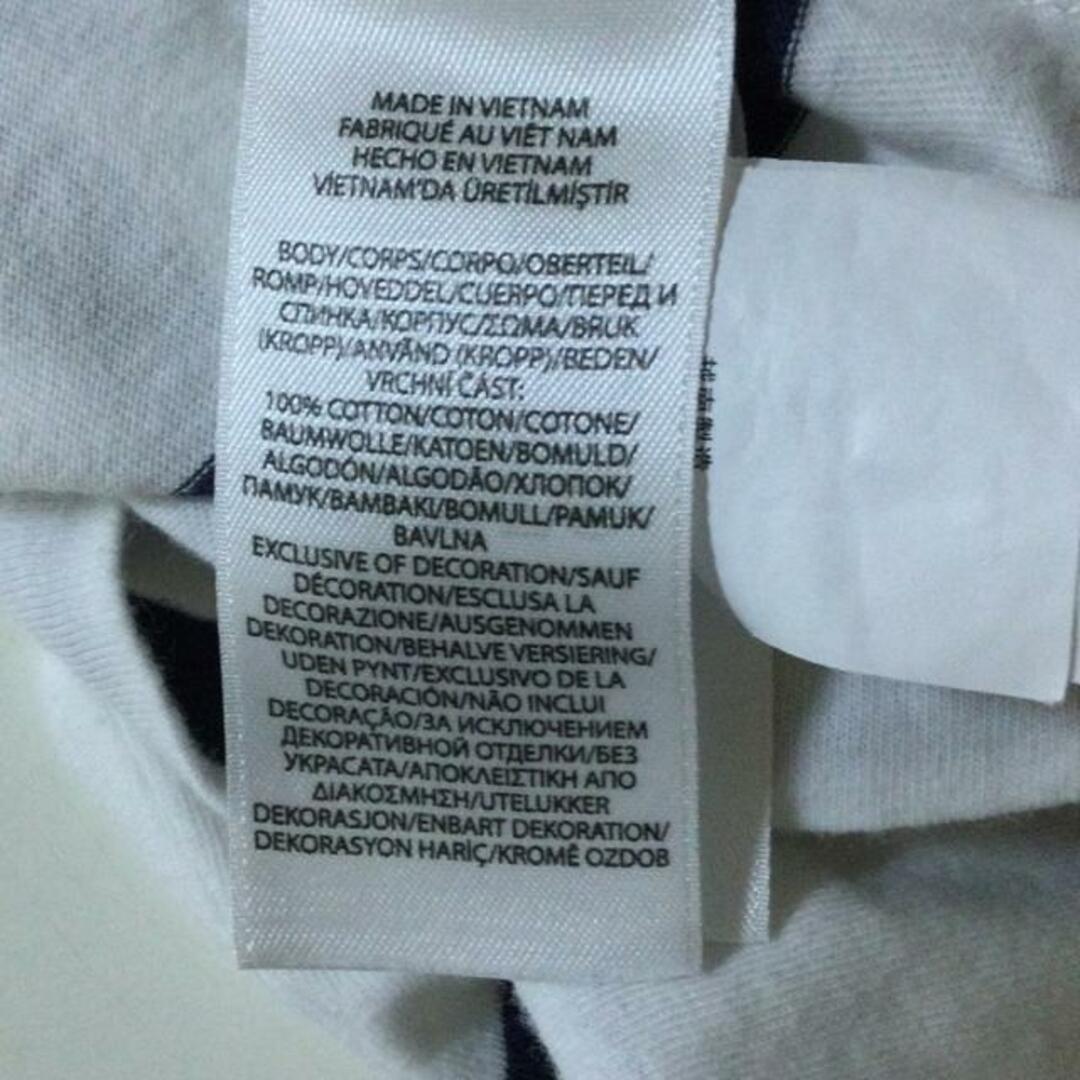 MADE IN VIETNAM
FABRIQUÉ AU VIÊT NAM
HECHO EN VIETNAM
VİETNAM'DA ÜRETİLMİŞTİR
BODY/CORPS/CORPO/OBERTEIL/
ROMP/HOVEDDEL/CUERPO/ПЕРЕД И
СПИНКА/КОРПУС/ΣΩΜΑ/BRUK
(KROPP)/ANVÄND (KROPP)/BEDEN/
VRCHNÍ ČÁST:
100% COTTON/COTON/COTONE/
BAUMWOLLE/KATOEN/BOMULD/
ALGODÓN/ALGODÃO/ХЛОПОК/
ПАМУК/ΒΑΜΒΑΚΙ/BOMULL/PAMUK/
BAVLNA
EXCLUSIVE OF DECORATION/SAUF
DÉCORATION/ESCLUSA LA
DECORAZIONE/AUSGENOMMEN
DEKORATION/BEHALVE VERSIERING/
UDEN PYNT/EXCLUSIVO DE LA
DECORACIÓN/NÃO INCLUI
DECORAÇÃO/ЗА ИСКЛЮЧЕНИЕМ
ДЕКОРАТИВНОЙ ОТДЕЛКИ/БЕЗ
УКРАСАТА/ΑΠΟΚΛΕΙΣΤΙΚΗ ΑΠΟ
ΔΙΑΚΟΣΜΗΣΗ/UTELUKKER
DEKORASJON/ENBART DEKORATION/
DEKORASYON HARİÇ/KROMĚ OZDOB